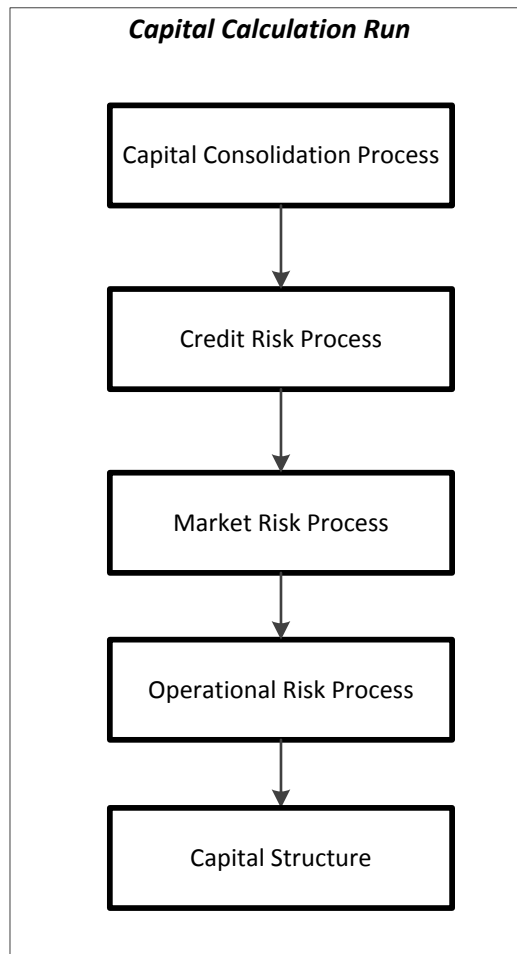 Capital Calculation Run
Capital Consolidation Process
Credit Risk Process
Market Risk Process
Operational Risk Process
Capital Structure